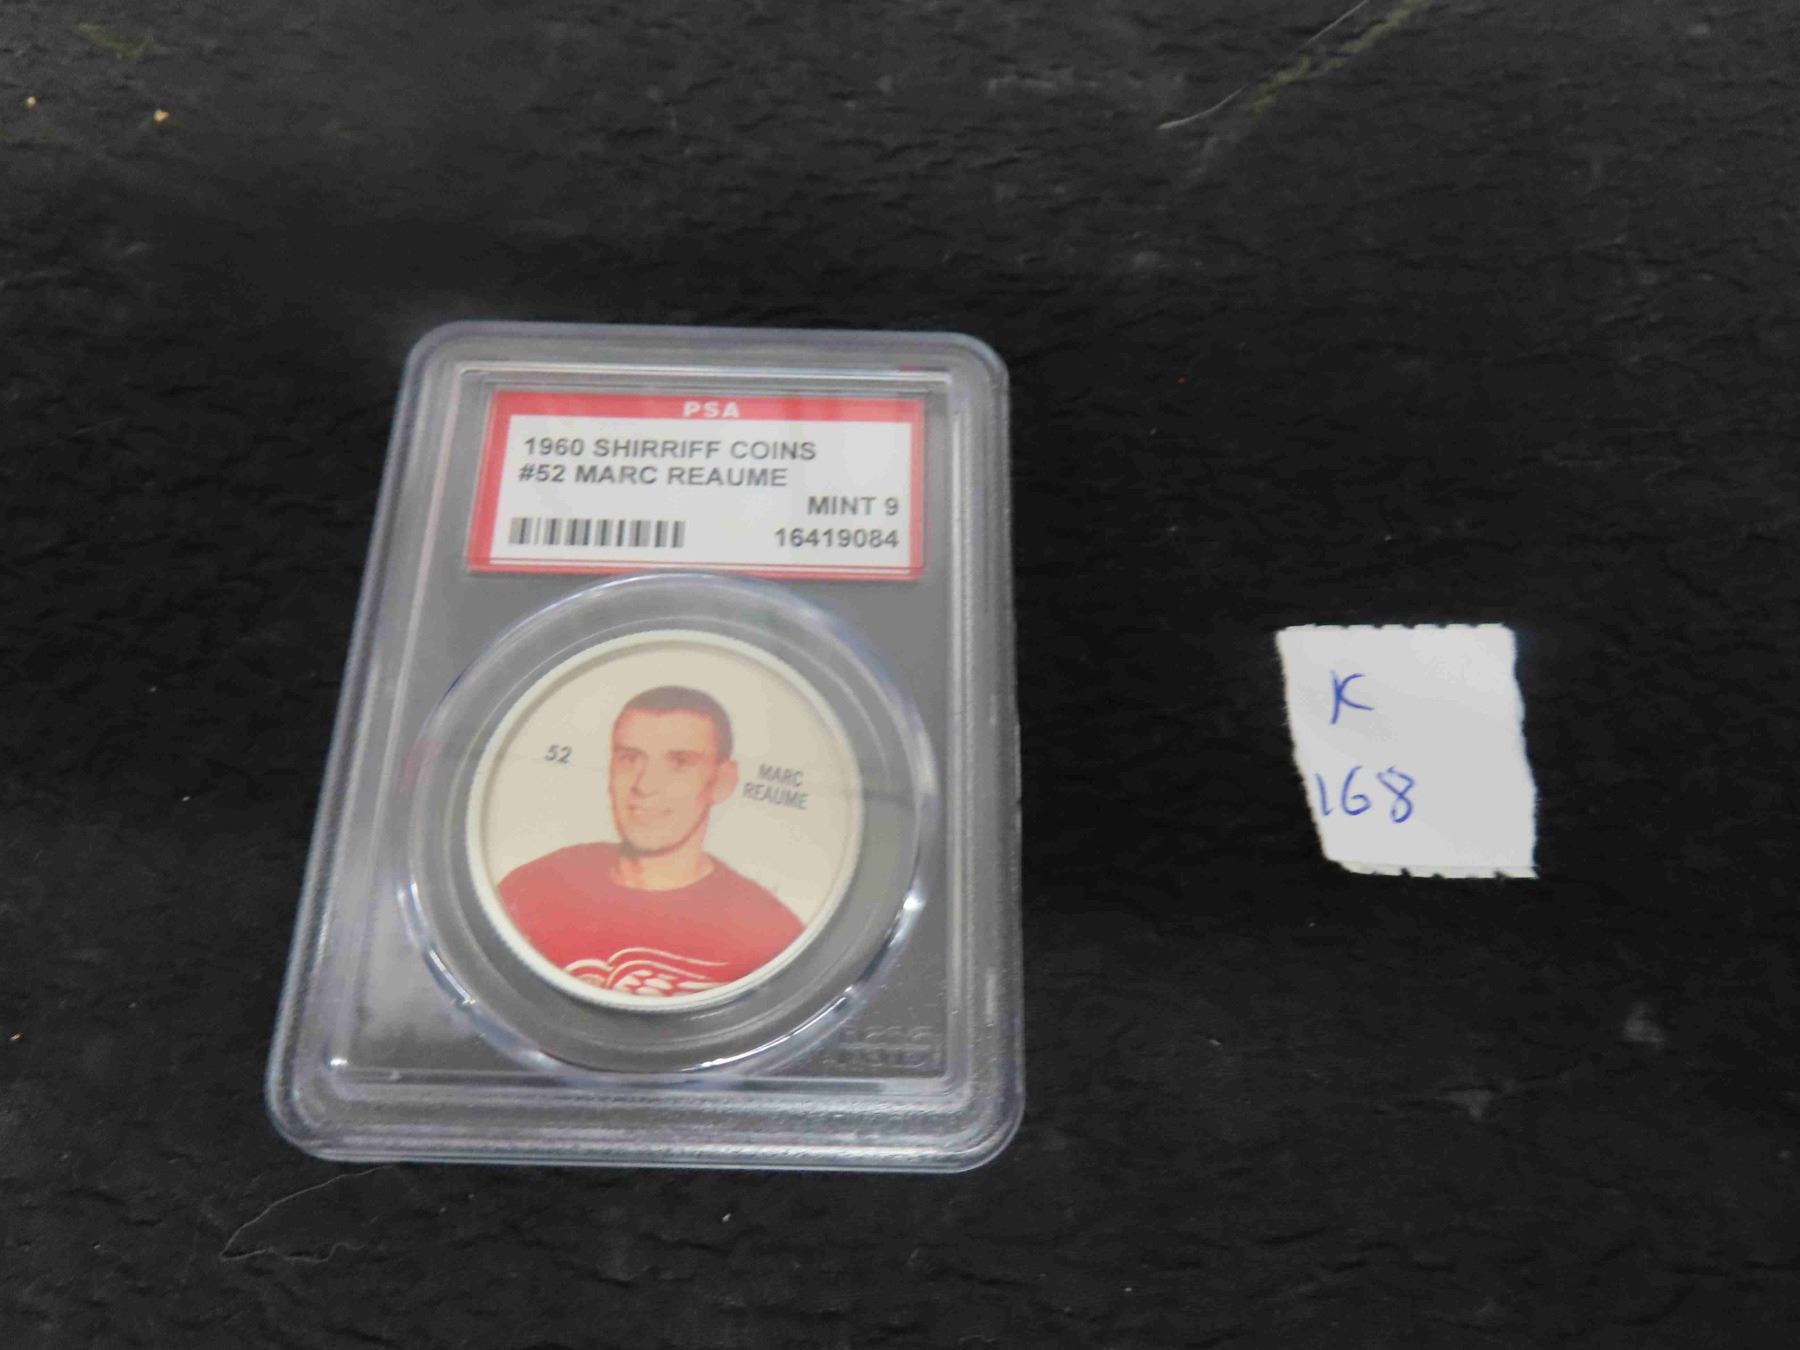 PSA
1960 SHIRRIFF COINS
#52 MARC REAUME
MINT 9
16419084
52
MARC
REAUME
K
168